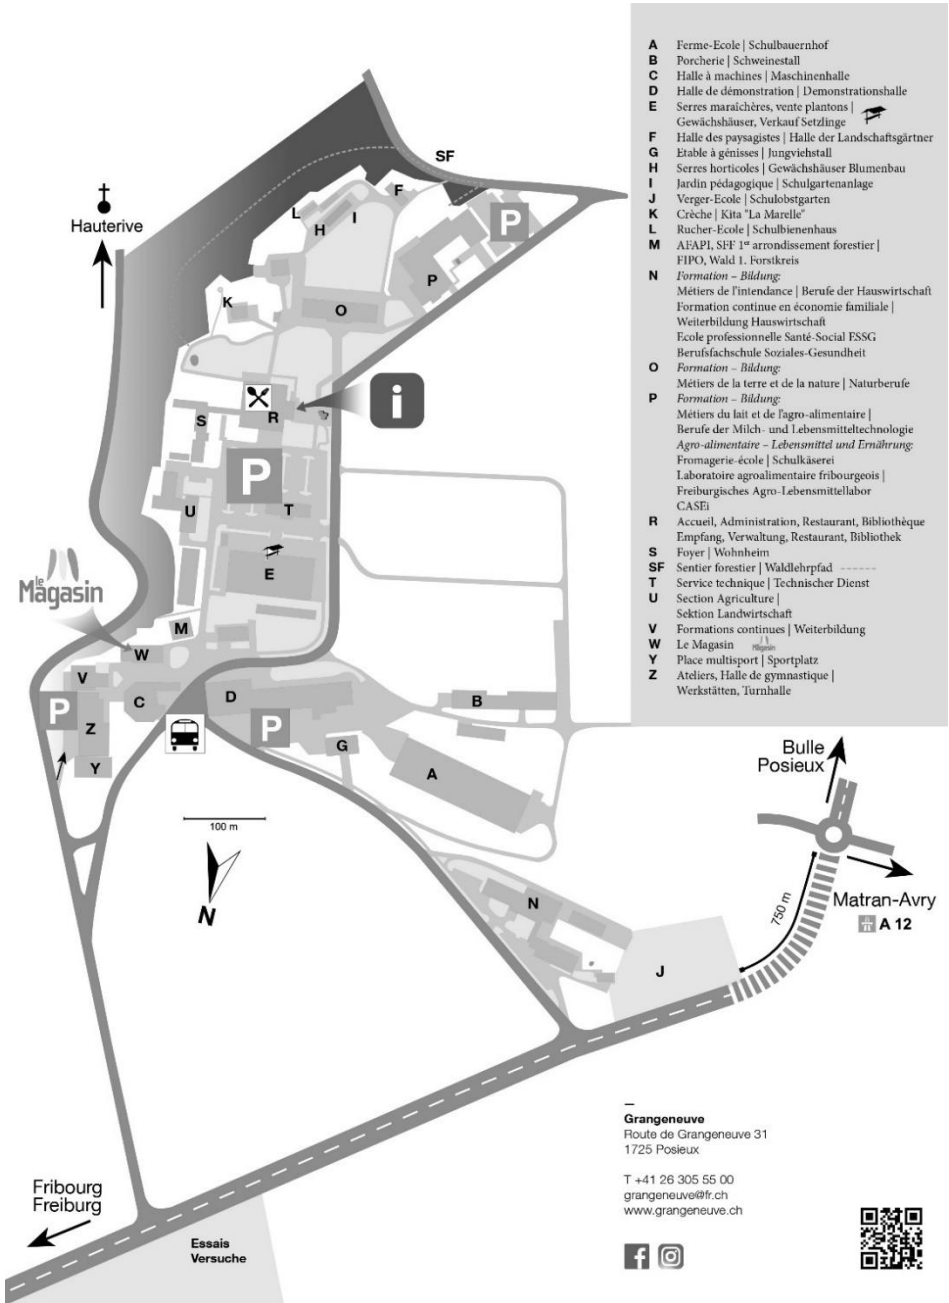 A Ferme-Ecole | Schulbauernhof
B Porcherie | Schweinestall
C Halle à machines | Maschinenhalle
D Halle de démonstration | Demonstrationshalle
E Serres maraîchères, vente plantons |
Gewächshäuser, Verkauf Setzlinge
F Halle des paysagistes | Halle der Landschaftsgärtner
G Etable à génisses | Jungviehstall
H Serres horticoles | Gewächshäuser Blumenbau
I Jardin pédagogique | Schulgartenanlage
J Verger-Ecole | Schulobstgarten
K Crèche | Kita "La Marelle"
L Rucher-Ecole | Schulbienenhaus
M AFAPI, SFF 1er arrondissement forestier |
FIPO, Wald 1. Forstkreis
N Formation – Bildung:
Métiers de l'intendance | Berufe der Hauswirtschaft
Formation continue en économie familiale |
Weiterbildung Hauswirtschaft
Ecole professionnelle Santé-Social ESSG
Berufsfachschule Soziales-Gesundheit
O Formation – Bildung:
Métiers de la terre et de la nature | Naturberufe
P Formation – Bildung:
Métiers du lait et de l'agro-alimentaire |
Berufe der Milch- und Lebensmitteltechnologie
Agro-alimentaire – Lebensmittel und Ernährung:
Fromagerie-école | Schulkäserei
Laboratoire agroalimentaire fribourgeois |
Freiburgisches Agro-Lebensmittellabor
CASEi
R Accueil, Administration, Restaurant, Bibliothèque
Empfang, Verwaltung, Restaurant, Bibliothek
S Foyer | Wohnheim
SF Sentier forestier | Waldlehrpfad
T Service technique | Technischer Dienst
U Section Agriculture |
Sektion Landwirtschaft
V Formations continues | Weiterbildung
W Le Magasin le Magasin
Y Place multisport | Sportplatz
Z Ateliers, Halle de gymnastique |
Werkstätten, Turnhalle
SF
F
L
P
Hauterive
I
H
P
K
O
i
R
S
P
U
T
E
le
Magasin
M
W
V
D
C
B
P
P
Z
G
Y
A
Bulle
Posieux
100 m
N
750 m
Matran-Avry
A 12
N
J
Grangeneuve
Route de Grangeneuve 31
1725 Posieux
T +41 26 305 55 00
grangeneuve@fr.ch
www.grangeneuve.ch
Fribourg
Freiburg
Essais
Versuche